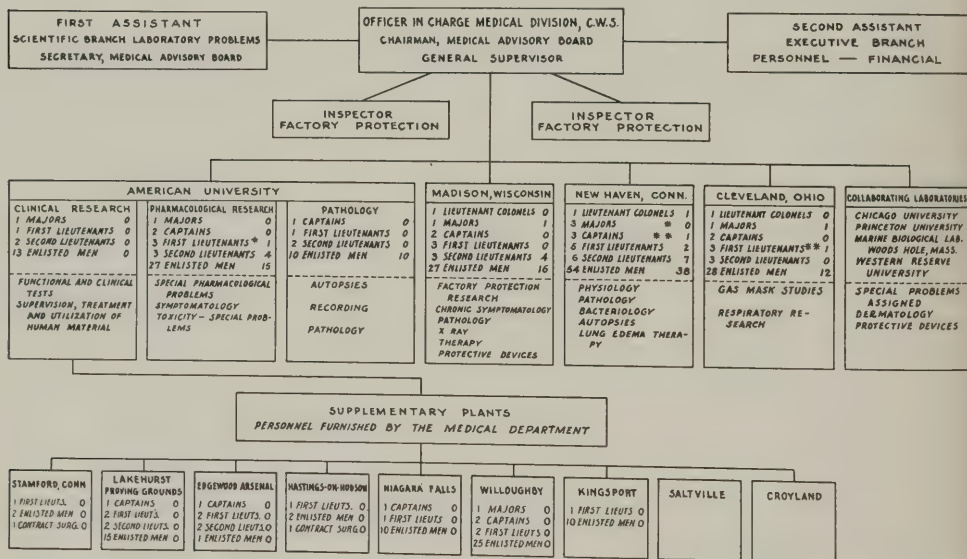 FIRST ASSISTANT
SCIENTIFIC BRANCH LABORATORY PROBLEMS
SECRETARY, MEDICAL ADVISORY BOARD
OFFICER IN CHARGE MEDICAL DIVISION, C.W.S.
CHAIRMAN, MEDICAL ADVISORY BOARD
GENERAL SUPERVISOR
SECOND ASSISTANT
EXECUTIVE BRANCH
PERSONNEL — FINANCIAL
INSPECTOR
FACTORY PROTECTION
INSPECTOR
FACTORY PROTECTION
AMERICAN UNIVERSITY
CLINICAL RESEARCH
1 MAJORS 0
1 FIRST LIEUTENANTS 0
2 SECOND LIEUTENANTS 0
13 ENLISTED MEN 0
FUNCTIONAL AND CLINICAL
TESTS
SUPERVISION, TREATMENT
AND UTILIZATION OF
HUMAN MATERIAL
PHARMACOLOGICAL RESEARCH
1 MAJORS 0
2 CAPTAINS 0
3 FIRST LIEUTENANTS* 1
3 SECOND LIEUTENANTS 4
27 ENLISTED MEN 15
SPECIAL PHARMACOLOGICAL
PROBLEMS
SYMPTOMATOLOGY
TOXICITY — SPECIAL PROB-
LEMS
PATHOLOGY
1 CAPTAINS 0
1 FIRST LIEUTENANTS 0
2 SECOND LIEUTENANTS 0
10 ENLISTED MEN 10
AUTOPSIES
RECORDING
PATHOLOGY
MADISON, WISCONSIN
1 LIEUTENANT COLONELS 0
1 MAJORS 1
2 CAPTAINS 0
3 FIRST LIEUTENANTS 0
3 SECOND LIEUTENANTS 4
27 ENLISTED MEN 16
FACTORY PROTECTION
RESEARCH
CHRONIC SYMPTOMATOLOGY
PATHOLOGY
X RAY
THERAPY
PROTECTIVE DEVICES
NEW HAVEN, CONN.
1 LIEUTENANT COLONELS 1
3 MAJORS * 0
3 CAPTAINS ** 1
6 FIRST LIEUTENANTS 2
6 SECOND LIEUTENANTS 7
54 ENLISTED MEN 38
PHYSIOLOGY
PATHOLOGY
BACTERIOLOGY
AUTOPSIES
LUNG EDEMA THERA-
PY
CLEVELAND, OHIO
1 LIEUTENANT COLONELS 0
1 MAJORS 1
2 CAPTAINS 0
3 FIRST LIEUTENANTS** 1
3 SECOND LIEUTENANTS 0
28 ENLISTED MEN 12
GAS MASK STUDIES
RESPIRATORY RE-
SEARCH
COLLABORATING LABORATORIES
CHICAGO UNIVERSITY
PRINCETON UNIVERSITY
MARINE BIOLOGICAL LAB.
WOODS HOLE, MASS.
WESTERN RESERVE
UNIVERSITY
SPECIAL PROBLEMS
ASSIGNED
DERMATOLOGY
PROTECTIVE DEVICES
SUPPLEMENTARY PLANTS
PERSONNEL FURNISHED BY THE MEDICAL DEPARTMENT
STAMFORD, CONN
1 FIRST LIEUTS. 0
2 ENLISTED MEN 0
1 CONTRACT SURG. 0
LAKEHURST
PROVING GROUNDS
1 CAPTAINS 0
2 FIRST LIEUTS. 0
2 SECOND LIEUTS. 0
15 ENLISTED MEN 0
EDGEWOOD ARSENAL
1 CAPTAINS 0
2 FIRST LIEUTS. 0
2 SECOND LIEUTS. 0
1 ENLISTED MEN 0
HASTINGS-ON-HUDSON
1 FIRST LIEUTS. 0
2 ENLISTED MEN 0
1 CONTRACT SURG. 0
NIAGARA FALLS
1 CAPTAINS 0
1 FIRST LIEUTS 0
10 ENLISTED MEN 0
WILLOUGHBY
1 MAJORS 0
2 CAPTAINS 0
2 FIRST LIEUTS 0
25 ENLISTED MEN 0
KINGSPORT
1 FIRST LIEUTS 0
10 ENLISTED MEN 0
SALTVILLE
CROYLAND